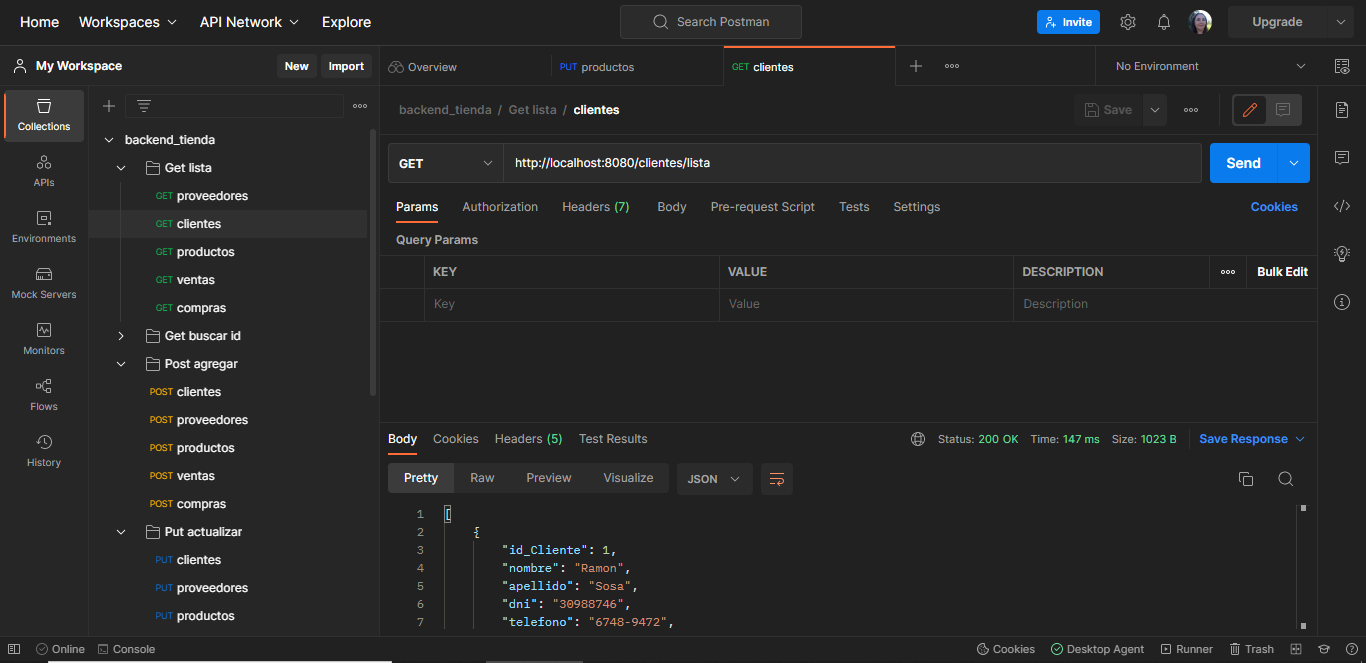 Home Workspaces API Network Explore Search Postman Invite Upgrade
My Workspace New Import Overview PUT productos GET clientes No Environment
Collections
APIs
Environments
Mock Servers
Monitors
Flows
History
backend_tienda
Get lista
GET proveedores
GET clientes
GET productos
GET ventas
GET compras
Get buscar id
Post agregar
POST clientes
POST proveedores
POST productos
POST ventas
POST compras
Put actualizar
PUT clientes
PUT proveedores
PUT productos
backend_tienda / Get lista / clientes Save
GET http://localhost:8080/clientes/lista Send
Params Authorization Headers (7) Body Pre-request Script Tests Settings Cookies
Query Params
KEY VALUE DESCRIPTION Bulk Edit
Key Value Description
Body Cookies Headers (5) Test Results Status: 200 OK Time: 147 ms Size: 1023 B Save Response
Pretty Raw Preview Visualize JSON
1 [
2 {
3 "id_Cliente": 1,
4 "nombre": "Ramon",
5 "apellido": "Sosa",
6 "dni": "30988746",
7 "telefono": "6748-9472",
Online Console Cookies Desktop Agent Runner Trash